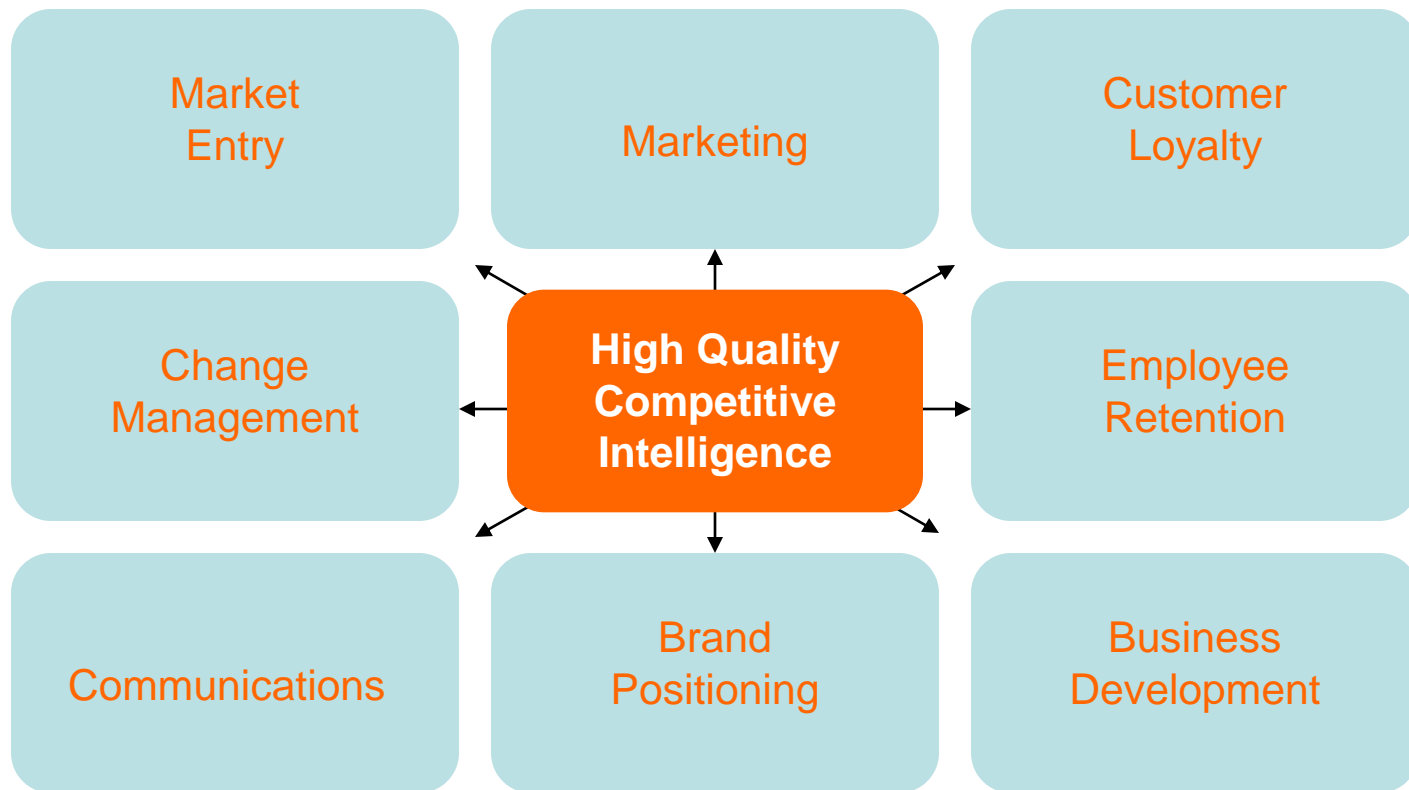 Market
Entry
Marketing
Customer
Loyalty
Change
Management
High Quality
Competitive
Intelligence
Employee
Retention
Communications
Brand
Positioning
Business
Development